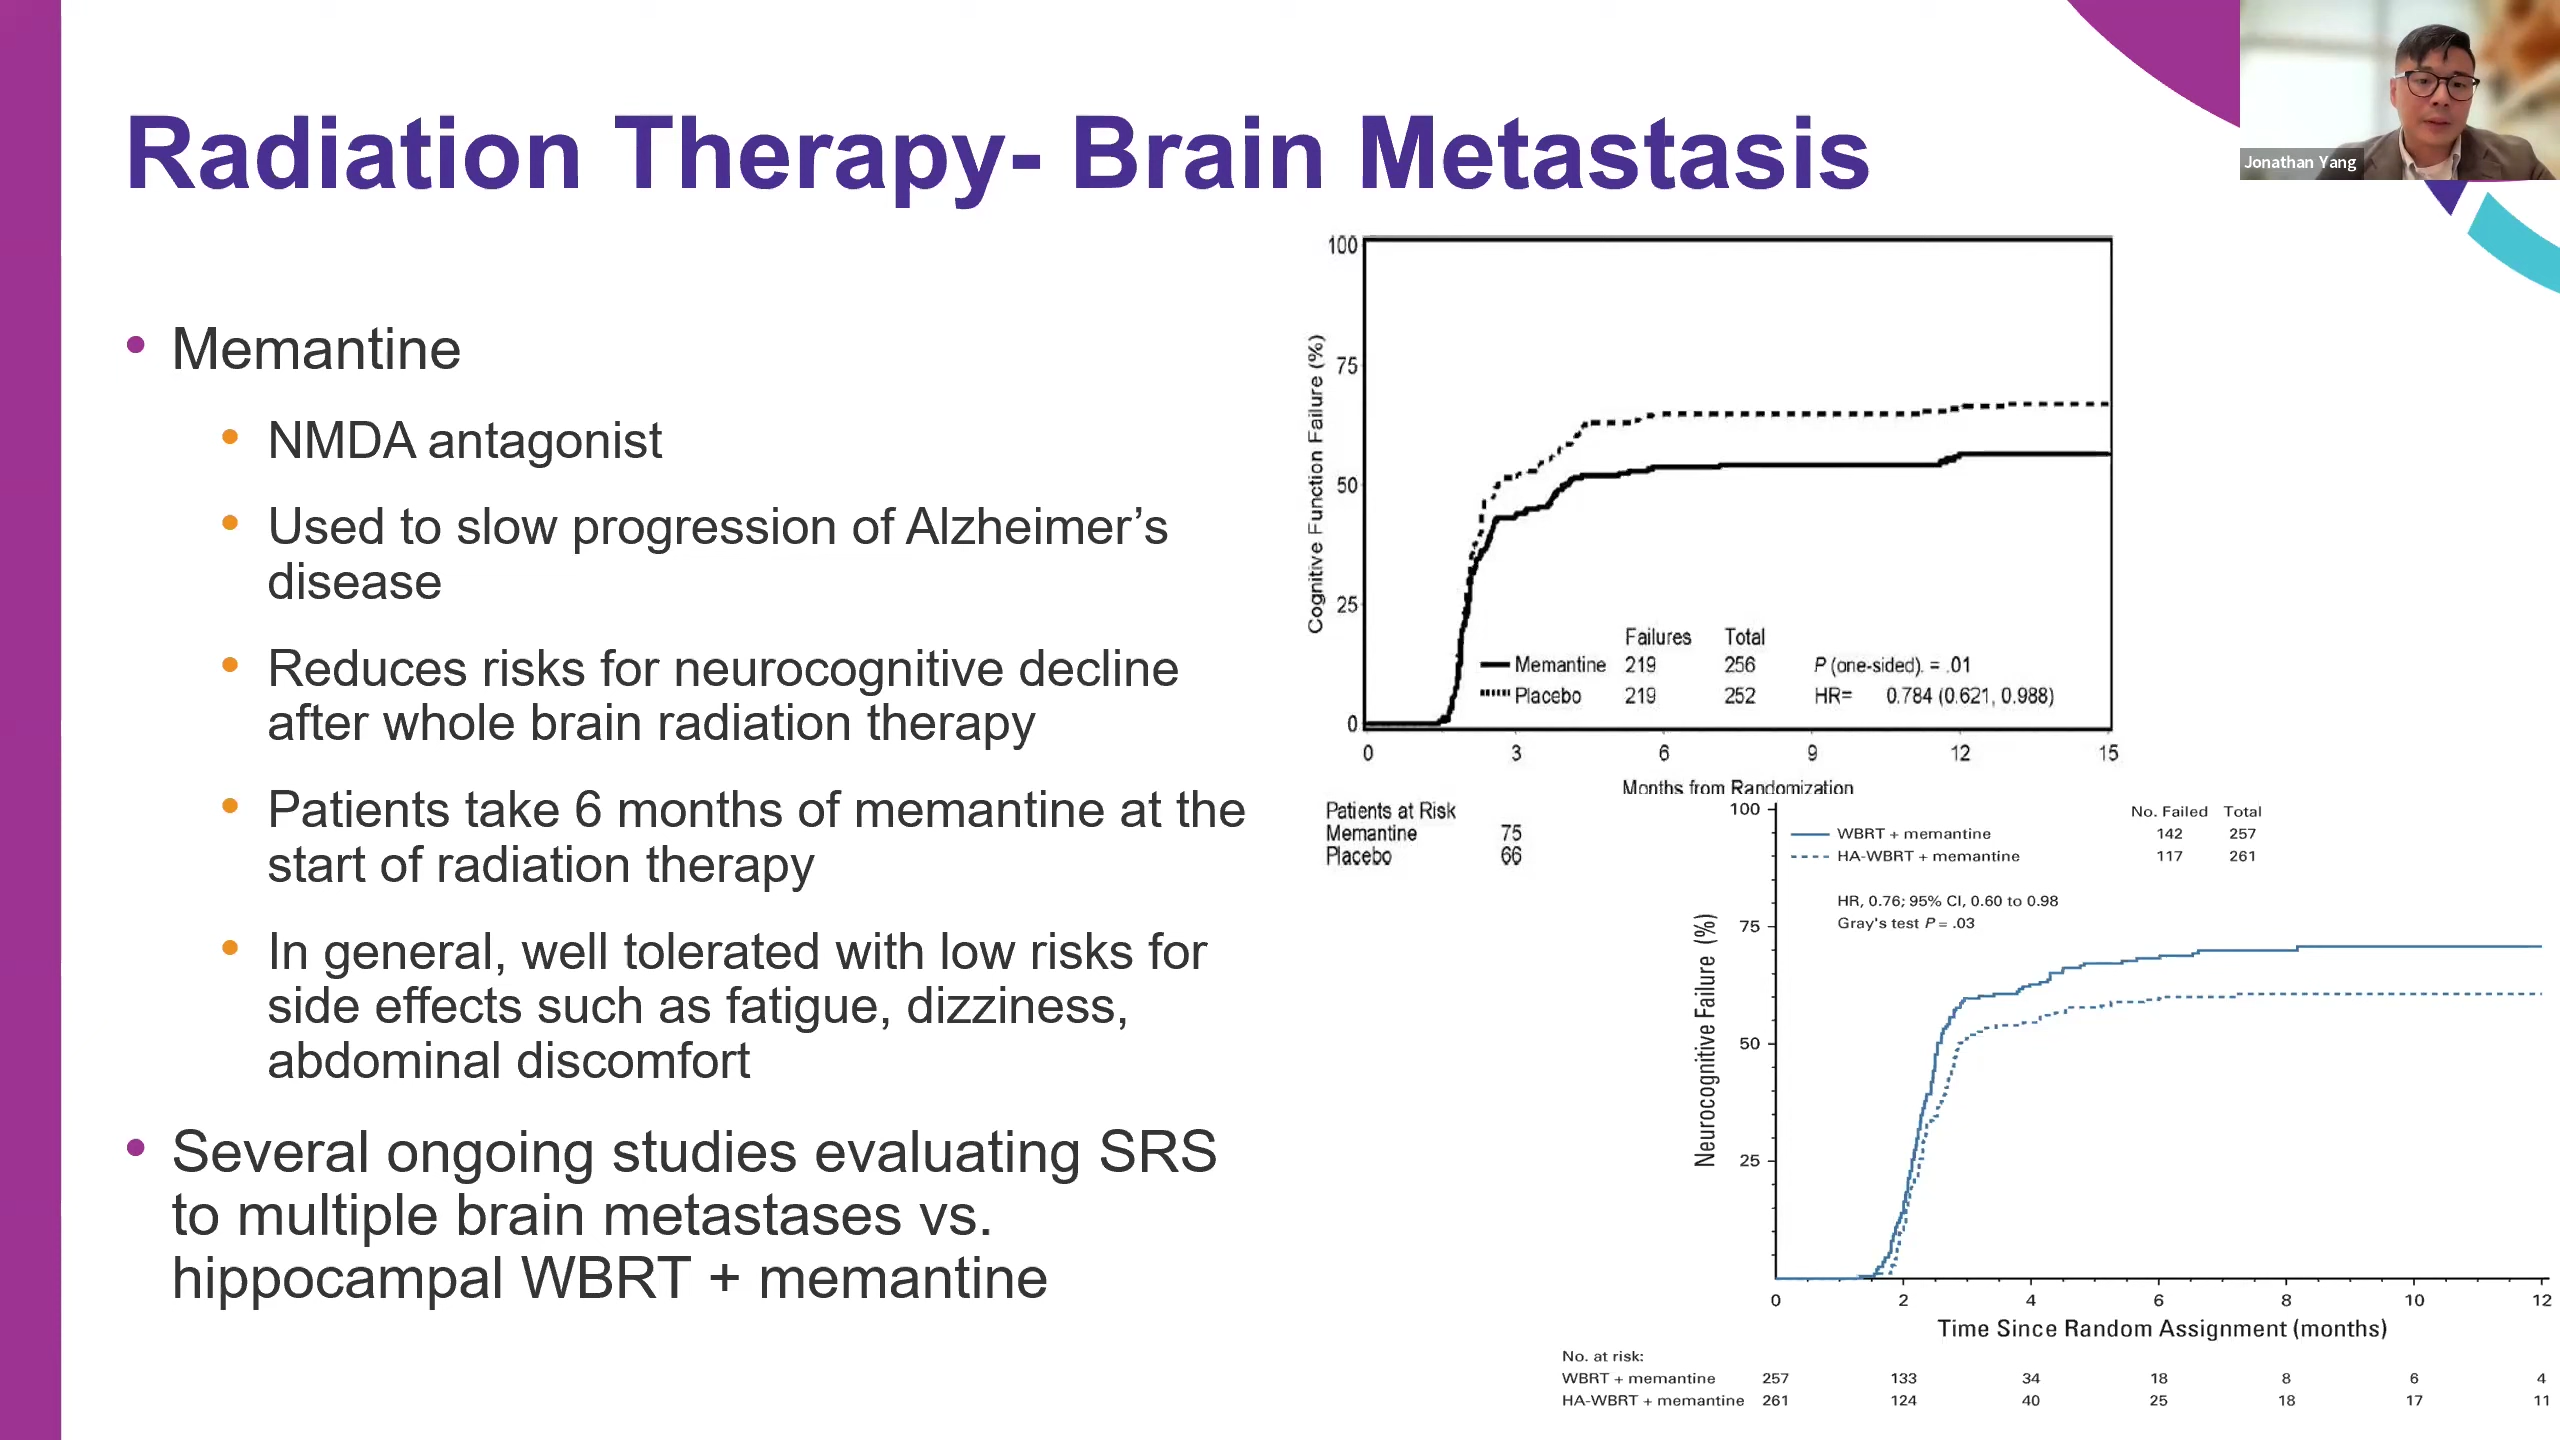 Radiation Therapy- Brain Metastasis
Jonathan Yang
• Memantine
• NMDA antagonist
• Used to slow progression of Alzheimer’s
disease
• Reduces risks for neurocognitive decline
after whole brain radiation therapy
• Patients take 6 months of memantine at the
start of radiation therapy
• In general, well tolerated with low risks for
side effects such as fatigue, dizziness,
abdominal discomfort
• Several ongoing studies evaluating SRS
to multiple brain metastases vs.
hippocampal WBRT + memantine
Cognitive Function Failure (%)
100
75
50
25
0
Failures Total
Memantine 219 256 P (one-sided). = .01
Placebo 219 252 HR= 0.784 (0.621, 0.988)
0 3 6 9 12 15
Months from Randomization
Patients at Risk
Memantine 75
Placebo 66
Neurocognitive Failure (%)
100
75
50
25
No. Failed Total
WBRT + memantine 142 257
HA-WBRT + memantine 117 261
HR, 0.76; 95% CI, 0.60 to 0.98
Gray's test P = .03
0 2 4 6 8 10 12
Time Since Random Assignment (months)
No. at risk:
WBRT + memantine 257 133 34 18 8 6 4
HA-WBRT + memantine 261 124 40 25 18 17 11